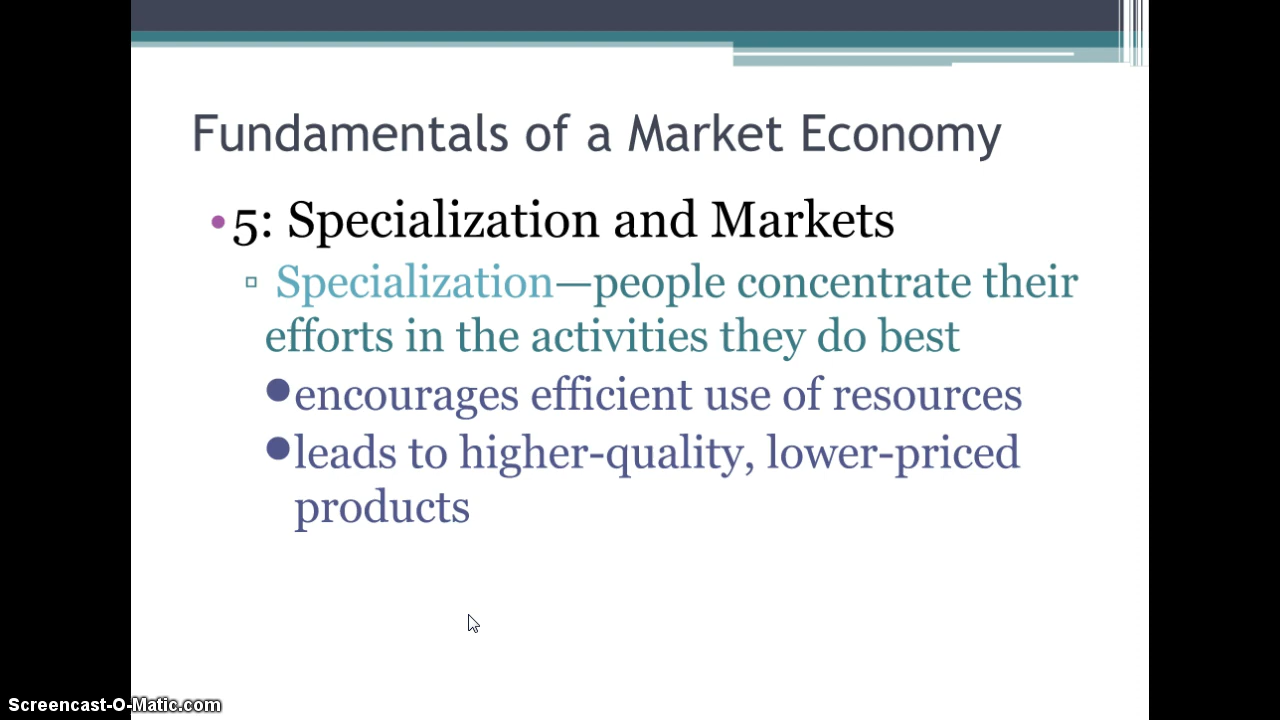 Fundamentals of a Market Economy
•5: Specialization and Markets
▫ Specialization—people concentrate their
efforts in the activities they do best
●encourages efficient use of resources
●leads to higher-quality, lower-priced
products
Screencast-O-Matic.com